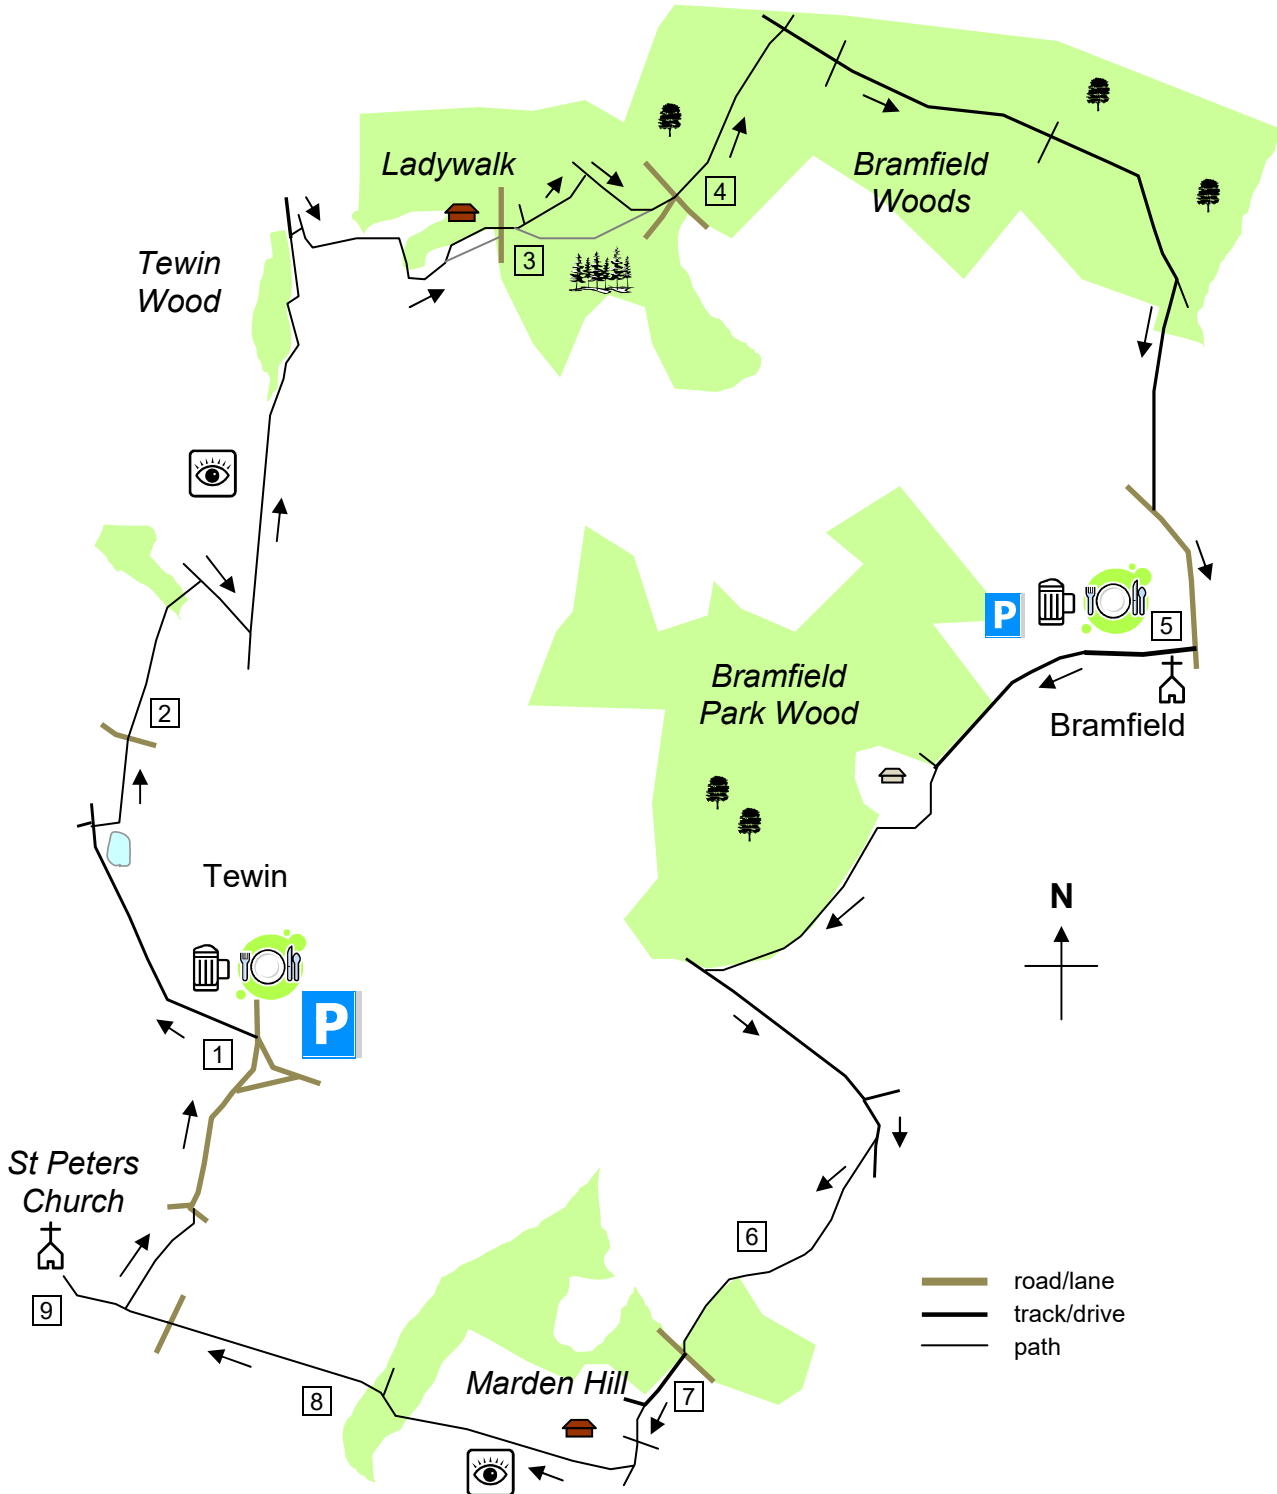 Ladywalk
Bramfield
Woods
4
3
Tewin
Wood
P
5
2
Bramfield
Park Wood
Bramfield
Tewin
N
P
1
St Peters
Church
6
9
road/lane
track/drive
path
Marden Hill
7
8